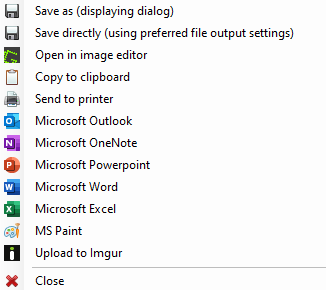 Save as (displaying dialog)
Save directly (using preferred file output settings)
Open in image editor
Copy to clipboard
Send to printer
Microsoft Outlook
Microsoft OneNote
Microsoft Powerpoint
Microsoft Word
Microsoft Excel
MS Paint
Upload to Imgur
Close